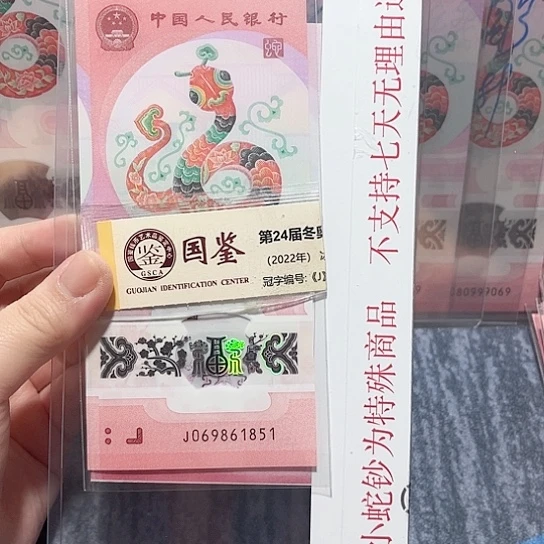 中国人民银行
国鉴
GSCA
GUOJIAN IDENTIFICATION CENTER
第24届冬
(2022年)
冠字编号:《J》
J069861851
小蛇钞为特殊商品 不支持七天无理由
80999069